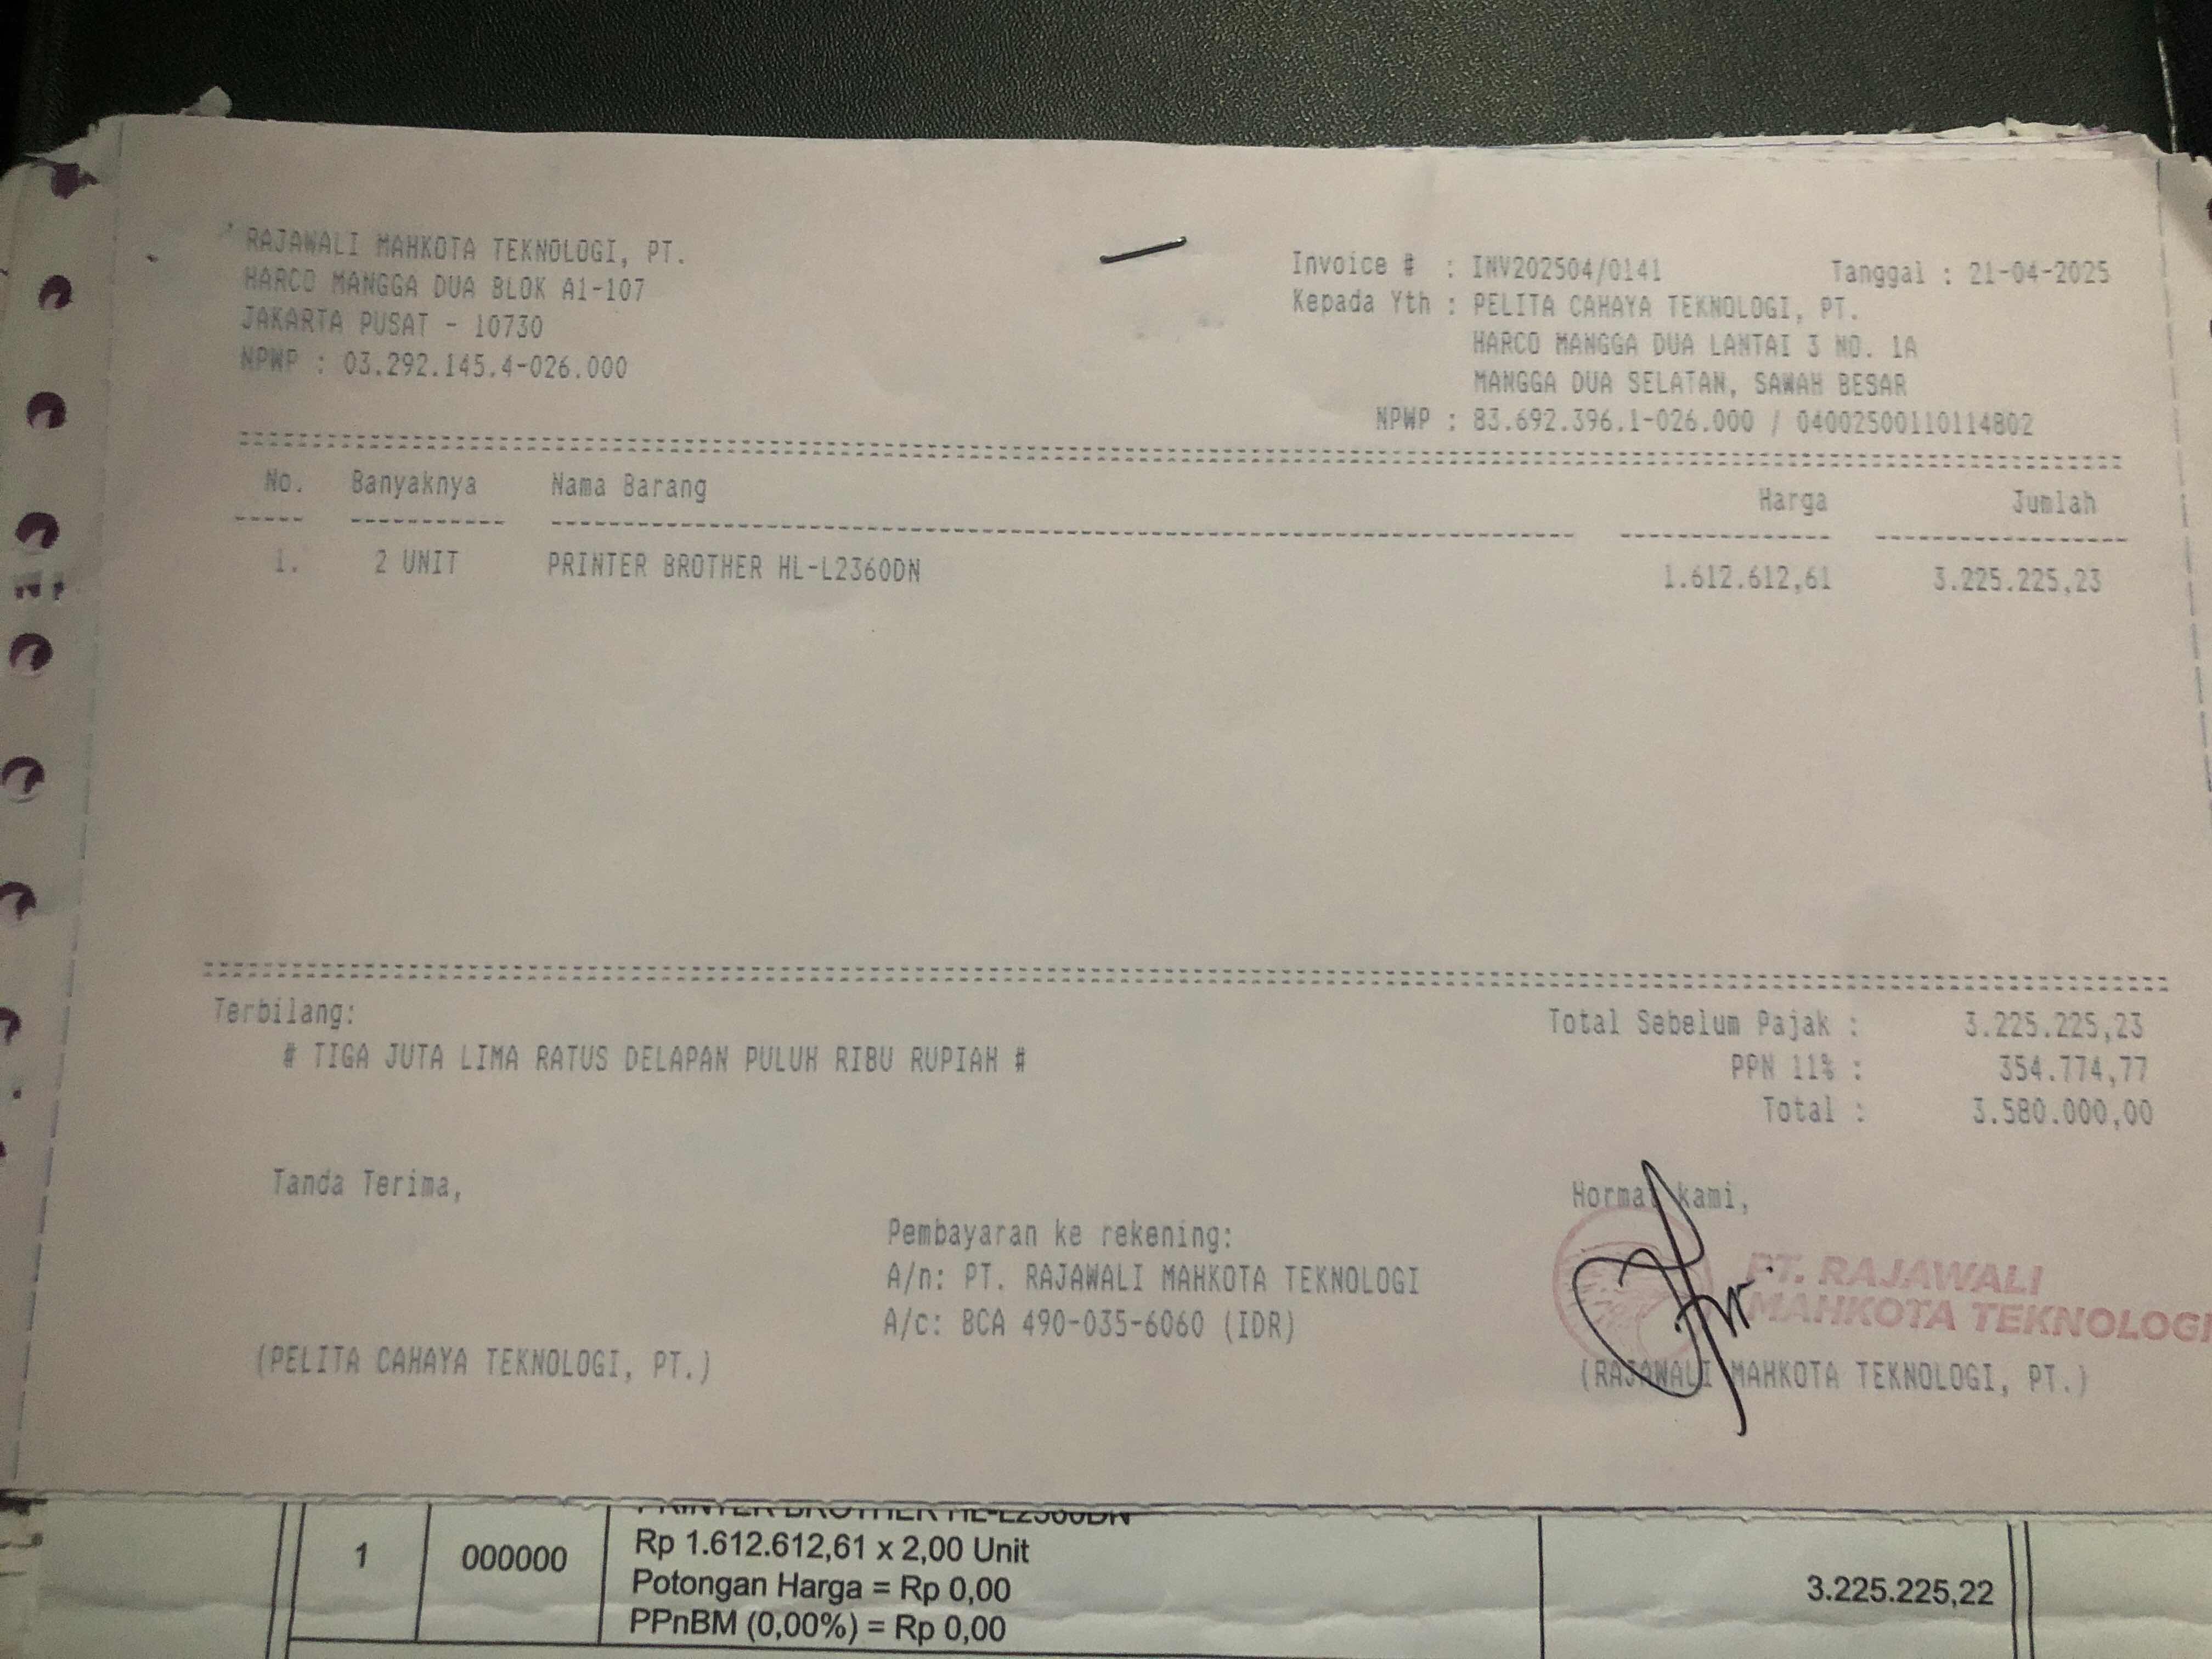 RAJAWALI MAHKOTA TEKNOLOGI, PT.
HARCO MANGGA DUA BLOK A1-107
JAKARTA PUSAT - 10730
NPWP : 03.292.145.4-026.000
Invoice # : INV202504/0141 Tanggal : 21-04-2025
Kepada Yth : PELITA CAHAYA TEKNOLOGI, PT.
HARCO MANGGA DUA LANTAI 3 NO. 1A
MANGGA DUA SELATAN, SAWAH BESAR
NPWP : 83.692.396.1-026.000 / 04002500110114802
No. Banyaknya Nama Barang Harga Jumlah
1. 2 UNIT PRINTER BROTHER HL-L2360DN 1.612.612,61 3.225.225,23
Terbilang:
# TIGA JUTA LIMA RATUS DELAPAN PULUH RIBU RUPIAH #
Total Sebelum Pajak : 3.225.225,23
PPN 11% : 354.774,77
Total : 3.580.000,00
Tanda Terima,
(PELITA CAHAYA TEKNOLOGI, PT.)
Pembayaran ke rekening:
A/n: PT. RAJAWALI MAHKOTA TEKNOLOGI
A/c: BCA 490-035-6060 (IDR)
Hormat kami,
PT. RAJAWALI
MAHKOTA TEKNOLOGI
(RAJAWALI MAHKOTA TEKNOLOGI, PT.)
PRINTER BROTHER HL-L2360DN
1 000000 Rp 1.612.612,61 x 2,00 Unit
Potongan Harga = Rp 0,00 3.225.225,22
PPnBM (0,00%) = Rp 0,00